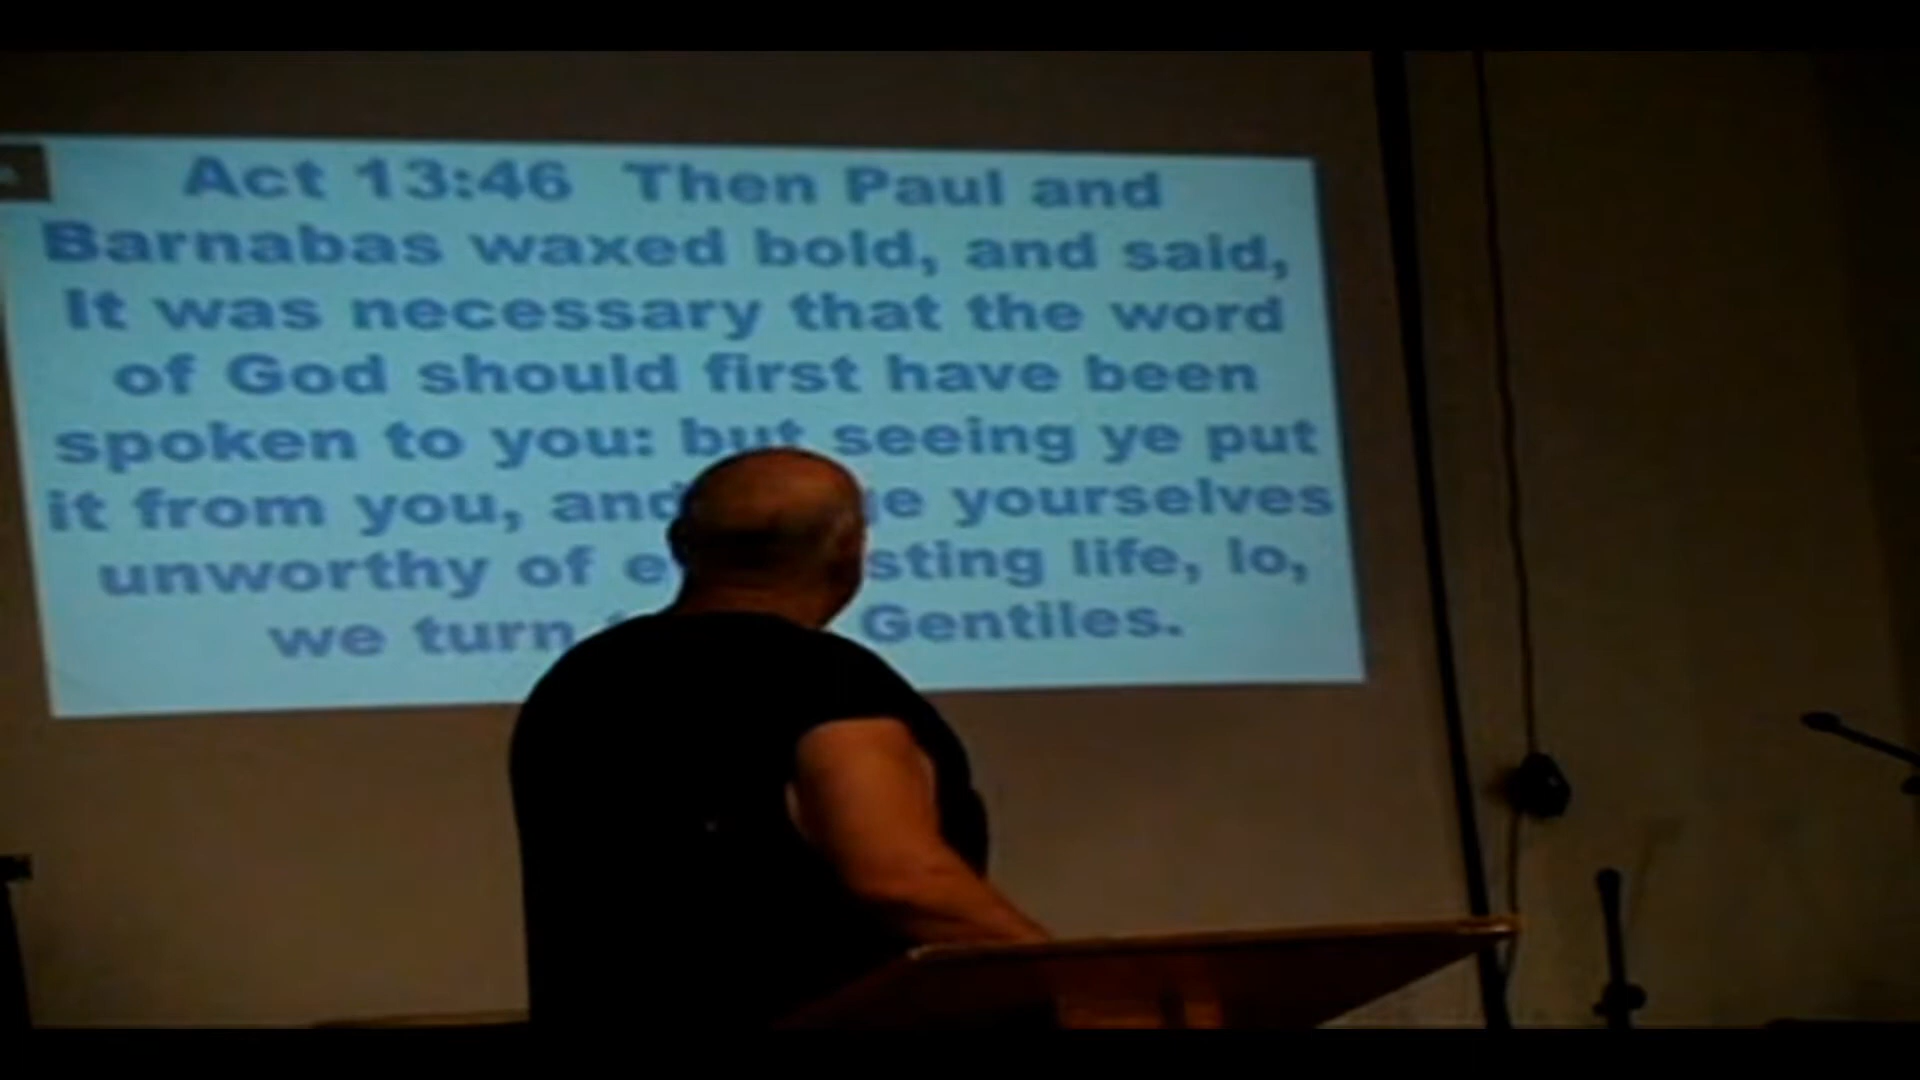 Act 13:46 Then Paul and
Barnabas waxed bold, and said,
It was necessary that the word
of God should first have been
spoken to you: but seeing ye put
it from you, and yourselves
unworthy of life, lo,
we turn Gentiles.